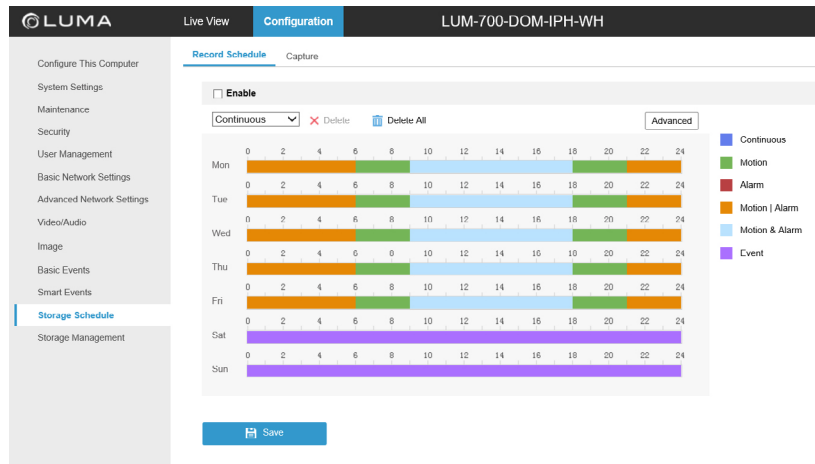 LUMA
Live View Configuration LUM-700-DOM-IPH-WH
Record Schedule Capture
Configure This Computer
System Settings
Maintenance
Security
User Management
Basic Network Settings
Advanced Network Settings
Video/Audio
Image
Basic Events
Smart Events
Storage Schedule
Storage Management
Enable
Continuous Delete Delete All Advanced
0 2 4 6 8 10 12 14 16 18 20 22 24
Mon
0 2 4 6 8 10 12 14 16 18 20 22 24
Tue
0 2 4 6 8 10 12 14 16 18 20 22 24
Wed
0 2 4 6 8 10 12 14 16 18 20 22 24
Thu
0 2 4 6 8 10 12 14 16 18 20 22 24
Fri
0 2 4 6 8 10 12 14 16 18 20 22 24
Sat
0 2 4 6 8 10 12 14 16 18 20 22 24
Sun
Continuous
Motion
Alarm
Motion | Alarm
Motion & Alarm
Event
Save